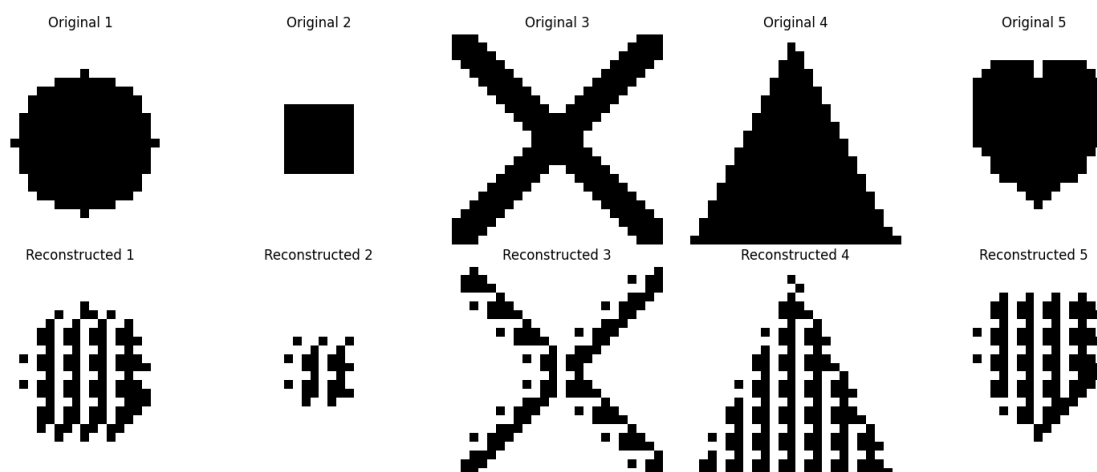 Original 1
Original 2
Original 3
Original 4
Original 5
Reconstructed 1
Reconstructed 2
Reconstructed 3
Reconstructed 4
Reconstructed 5